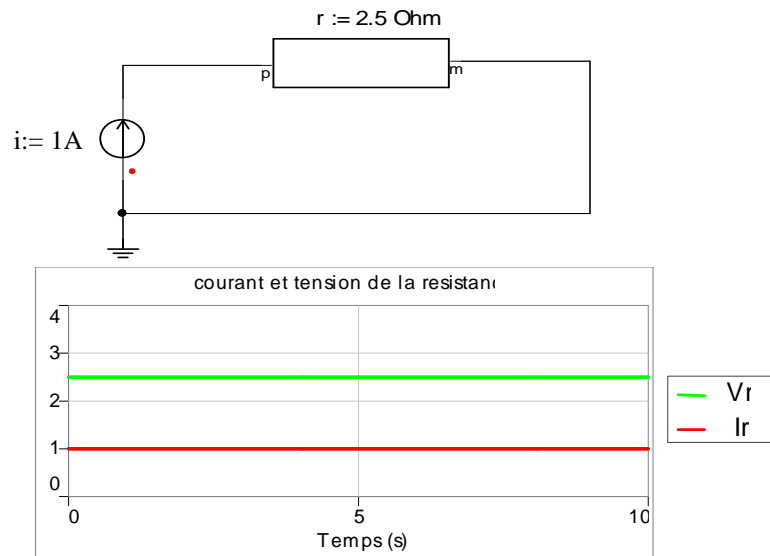 r := 2.5 Ohm
p
m
i:= 1A
courant et tension de la resistan
4
3
2
1
0
0
5
10
Temps (s)
Vr
Ir